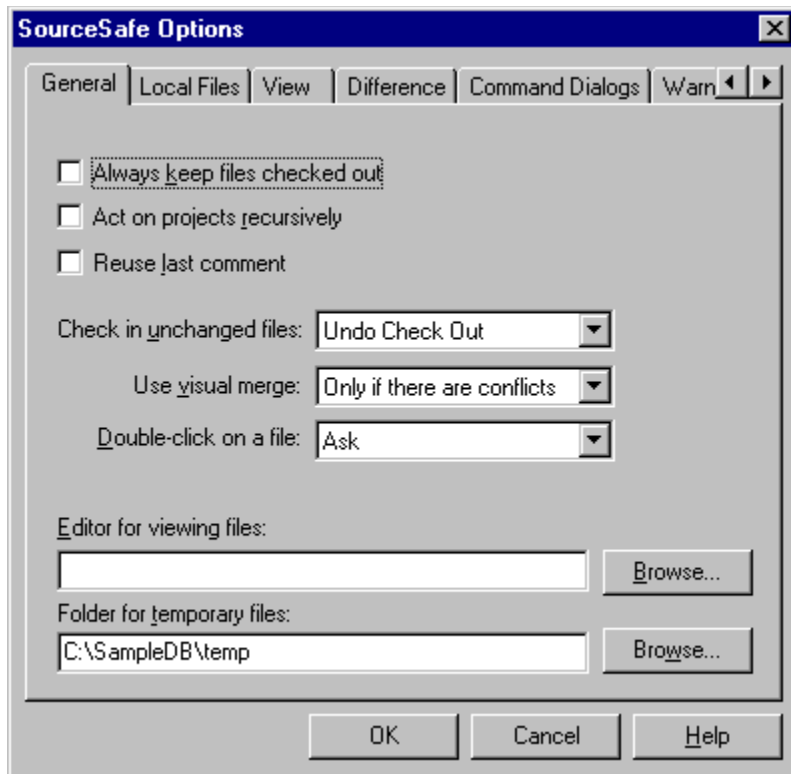 SourceSafe Options
General Local Files View Difference Command Dialogs Warn
Always keep files checked out
Act on projects recursively
Reuse last comment
Check in unchanged files: Undo Check Out
Use visual merge: Only if there are conflicts
Double-click on a file: Ask
Editor for viewing files:
Browse...
Folder for temporary files:
C:\SampleDB\temp Browse...
OK Cancel Help